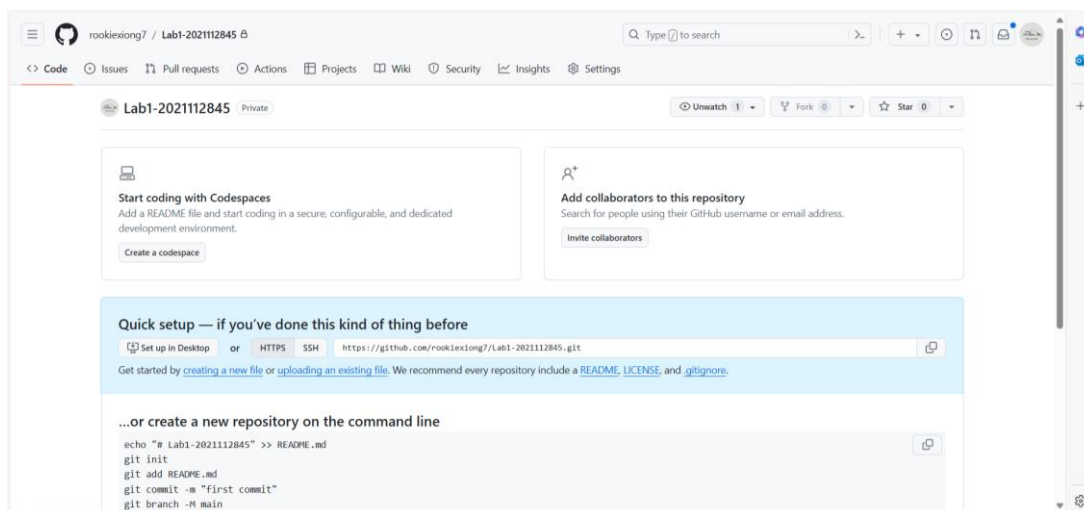 rookiexiong7 / Lab1-2021112845
Type / to search
Code Issues Pull requests Actions Projects Wiki Security Insights Settings
Lab1-2021112845 Private
Unwatch 1 Fork 0 Star 0
Start coding with Codespaces
Add a README file and start coding in a secure, configurable, and dedicated
development environment.
Create a codespace
Add collaborators to this repository
Search for people using their GitHub username or email address.
Invite collaborators
Quick setup — if you've done this kind of thing before
Set up in Desktop or HTTPS SSH https://github.com/rookiexiong7/Lab1-2021112845.git
Get started by creating a new file or uploading an existing file. We recommend every repository include a README, LICENSE, and .gitignore.
...or create a new repository on the command line
echo "# Lab1-2021112845" >> README.md
git init
git add README.md
git commit -m "first commit"
git branch -M main